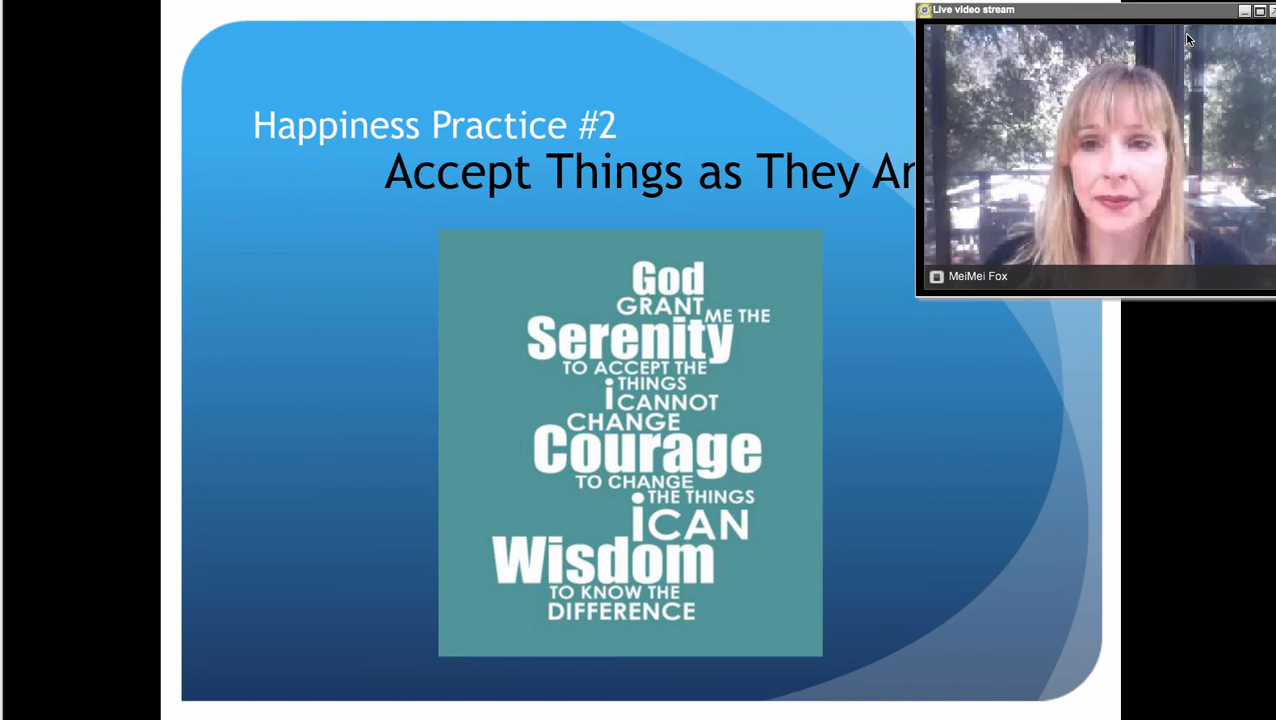 Live video stream
Happiness Practice #2
Accept Things as They Ar
MeiMei Fox
God
GRANT
ME THE
Serenity
TO ACCEPT THE
THINGS
i CANNOT
CHANGE
Courage
TO CHANGE
THE THINGS
iCAN
Wisdom
TO KNOW THE
DIFFERENCE